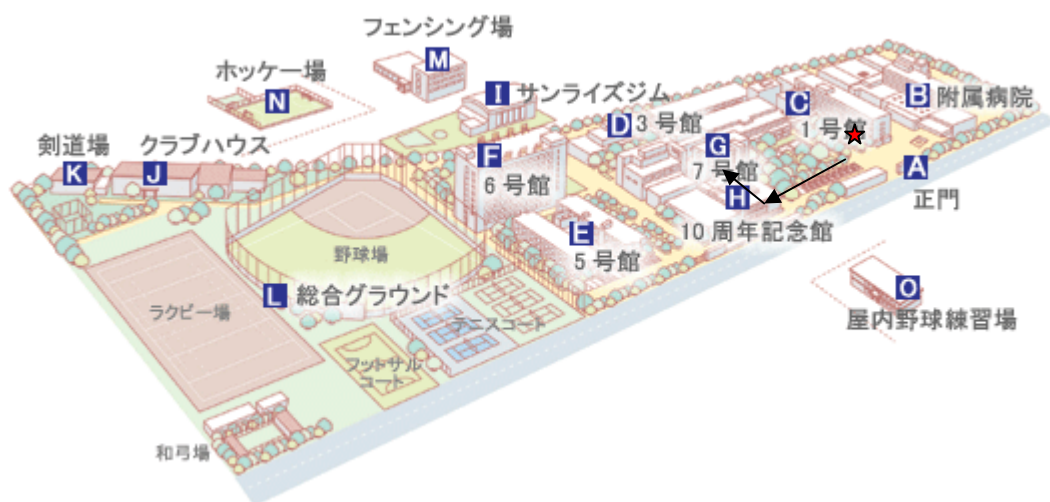 フェンシング場
M
ホッケー場
N
I サンライズジム
C
1 号館
B 附属病院
D 3 号館
剣道場
クラブハウス
K
J
F
6 号館
G
7 号館
A
正門
H
10 周年記念館
E
5 号館
野球場
L 総合グラウンド
ラクビー場
テニスコート
O
屋内野球練習場
フットサル
コート
和弓場